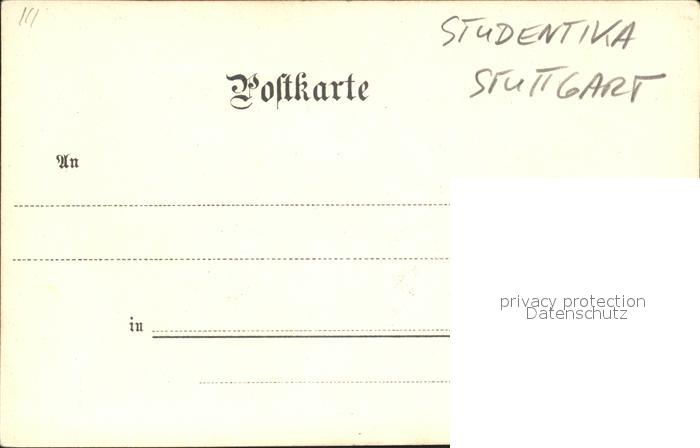 111
STUDENTIKA
STUTTGART
Postkarte
An
in
privacy protection
Datenschutz